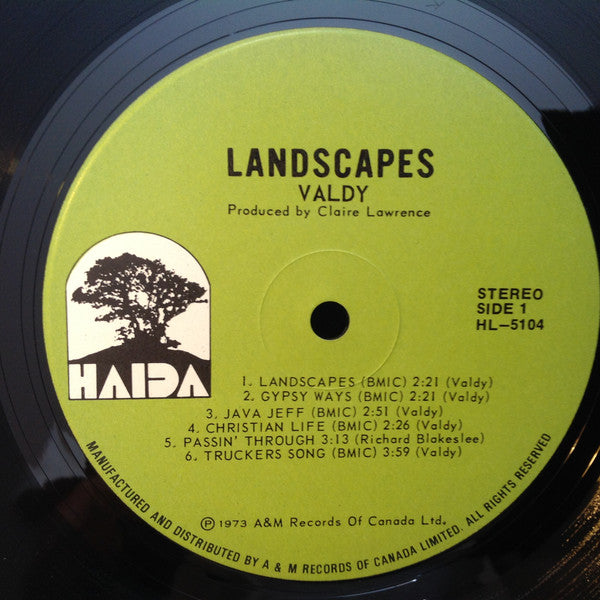 LANDSCAPES
VALDY
Produced by Claire Lawrence
HAIDA
STEREO
SIDE 1
HL-5104
1. LANDSCAPES (BMIC) 2:21 (Valdy)
2. GYPSY WAYS (BMIC) 2:21 (Valdy)
3. JAVA JEFF (BMIC) 2:51 (Valdy)
4. CHRISTIAN LIFE (BMIC) 2:26 (Valdy)
5. PASSIN' THROUGH 3:13 (Richard Blakeslee)
6. TRUCKERS SONG (BMIC) 3:59 (Valdy)
Ⓟ1973 A&M Records Of Canada Ltd.
MANUFACTURED AND DISTRIBUTED BY A & M RECORDS OF CANADA LIMITED. ALL RIGHTS RESERVED